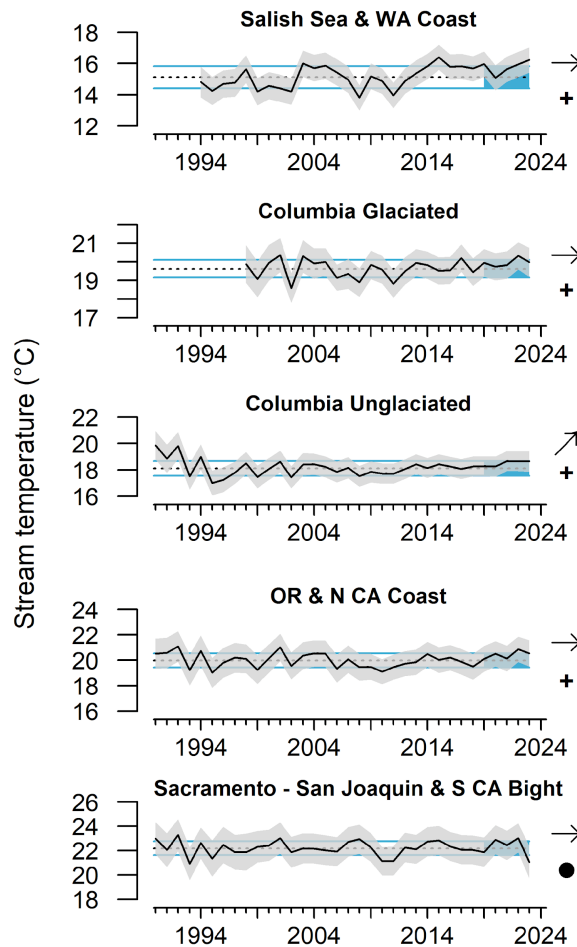 Stream temperature (°C)
Salish Sea & WA Coast
18
16
14
12
1994 2004 2014 2024
+
Columbia Glaciated
21
19
17
1994 2004 2014 2024
+
Columbia Unglaciated
22
20
18
16
1994 2004 2014 2024
+
OR & N CA Coast
24
22
20
18
16
1994 2004 2014 2024
+
Sacramento - San Joaquin & S CA Bight
26
24
22
20
18
1994 2004 2014 2024